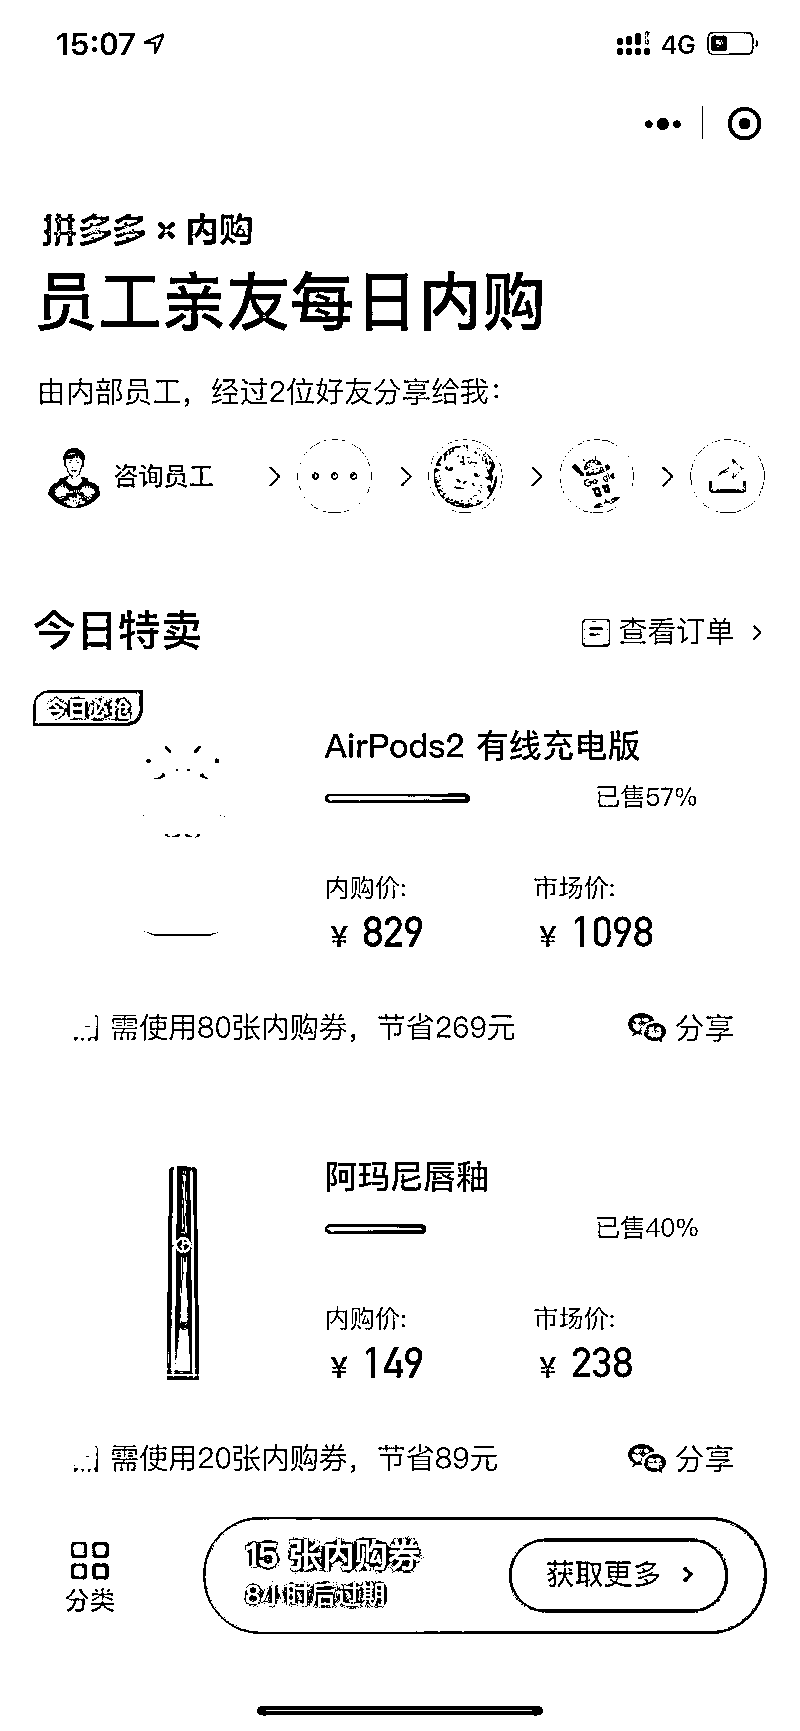 15:07
4G
拼多多 × 内购
员工亲友每日内购
由内部员工，经过2位好友分享给我：
咨询员工
今日特卖
查看订单
今日必抢
AirPods2 有线充电版
已售57%
内购价:
市场价:
¥ 829
¥ 1098
需使用80张内购券，节省269元
分享
阿玛尼唇釉
已售40%
内购价:
市场价:
¥ 149
¥ 238
需使用20张内购券，节省89元
分享
分类
15 张内购券
8小时后过期
获取更多